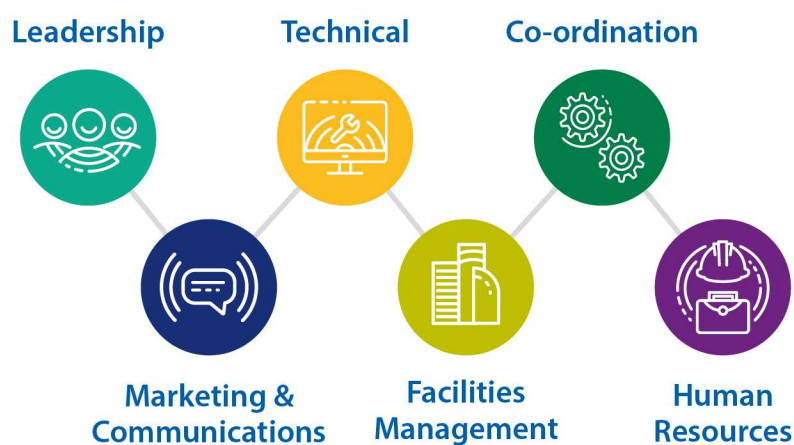 Leadership
Technical
Co-ordination
Marketing &
Communications
Facilities
Management
Human
Resources